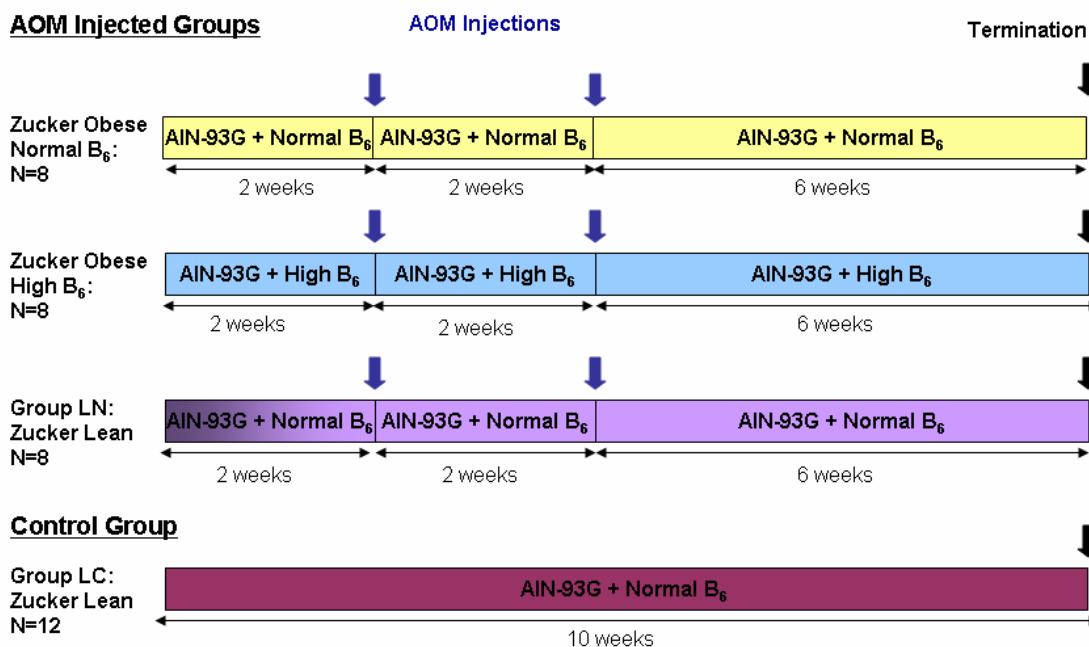 AOM Injected Groups
AOM Injections
Termination
Zucker Obese
Normal B₆:
N=8
AIN-93G + Normal B₆
AIN-93G + Normal B₆
AIN-93G + Normal B₆
2 weeks
2 weeks
6 weeks
Zucker Obese
High B₆:
N=8
AIN-93G + High B₆
AIN-93G + High B₆
AIN-93G + High B₆
2 weeks
2 weeks
6 weeks
Group LN:
Zucker Lean
N=8
AIN-93G + Normal B₆
AIN-93G + Normal B₆
AIN-93G + Normal B₆
2 weeks
2 weeks
6 weeks
Control Group
Group LC:
Zucker Lean
N=12
AIN-93G + Normal B₆
10 weeks